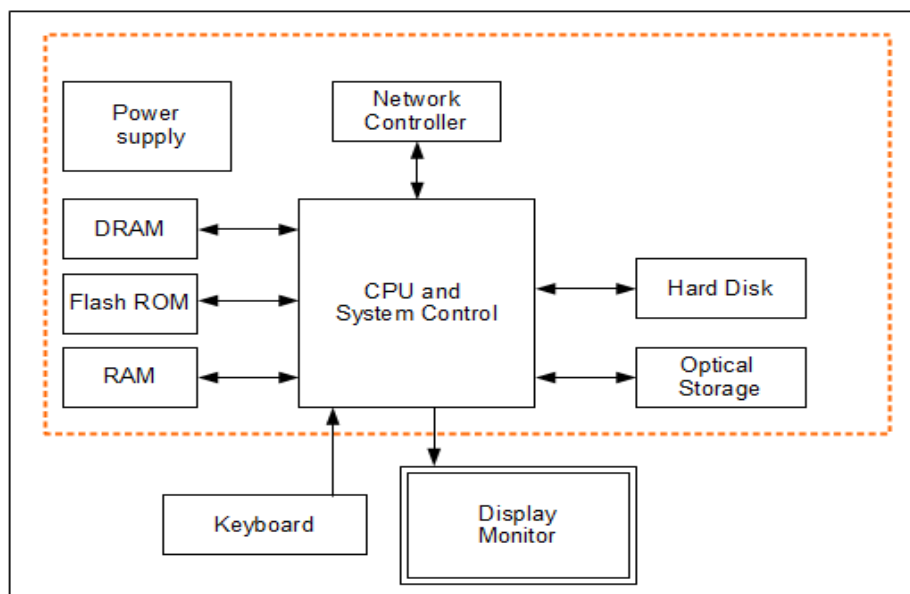 Power
supply
Network
Controller
DRAM
Flash ROM
RAM
CPU and
System Control
Hard Disk
Optical
Storage
Keyboard
Display
Monitor